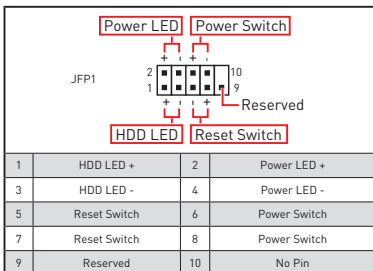 Power LED Power Switch
+ - + -
JFP1
2 10
1 9
+ - - +
Reserved
HDD LED Reset Switch
1 HDD LED + 2 Power LED +
3 HDD LED - 4 Power LED -
5 Reset Switch 6 Power Switch
7 Reset Switch 8 Power Switch
9 Reserved 10 No Pin